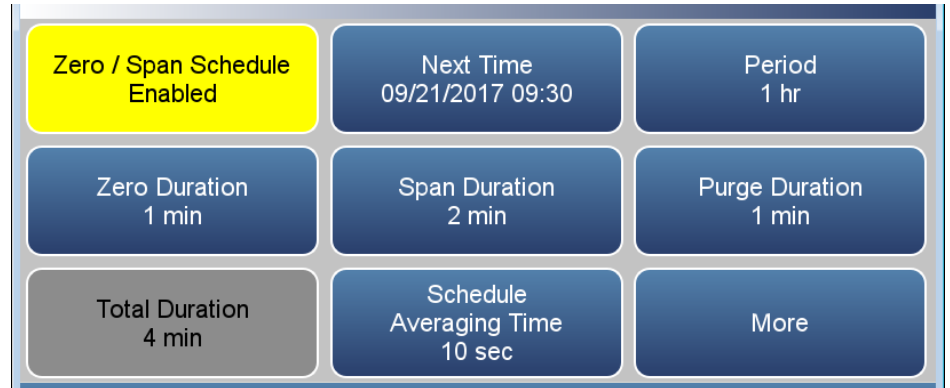 Zero / Span Schedule
Enabled
Next Time
09/21/2017 09:30
Period
1 hr
Zero Duration
1 min
Span Duration
2 min
Purge Duration
1 min
Total Duration
4 min
Schedule
Averaging Time
10 sec
More